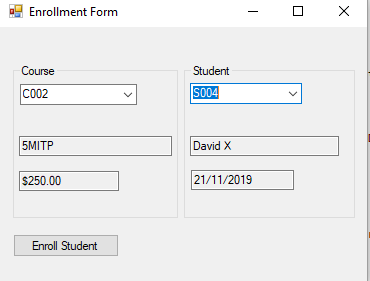 Enrollment Form
Course
C002
5MITP
$250.00
Student
S004
David X
21/11/2019
Enroll Student